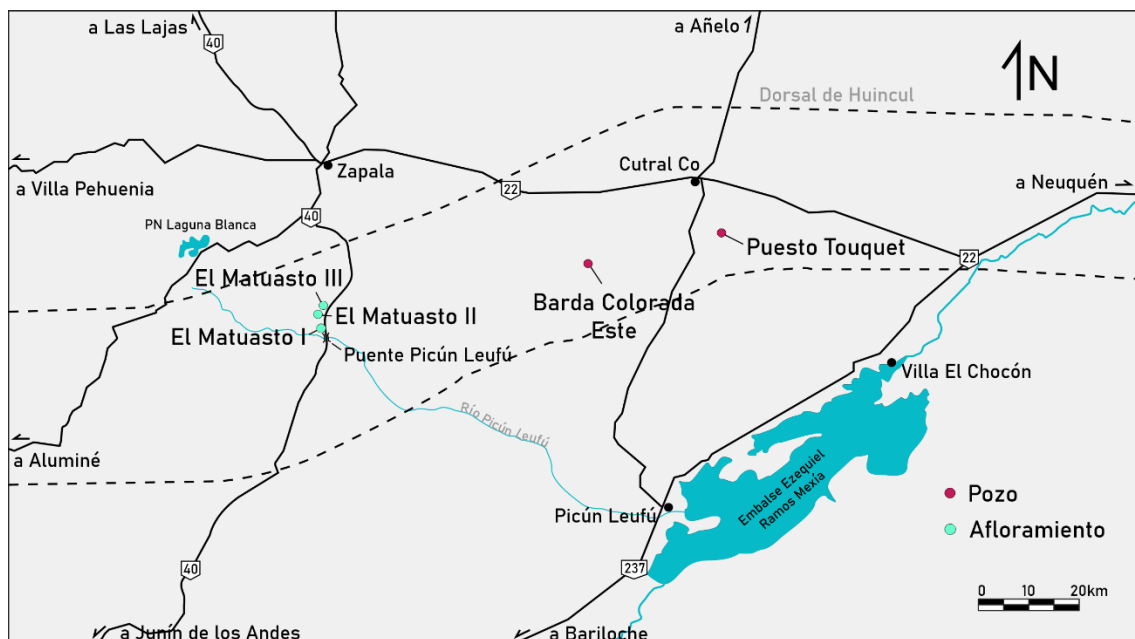 a Las Lajas
40
a Añelo
N
Dorsal de Huincul
Zapala
Cutral Co
a Villa Pehuenia
22
a Neuquén
40
PN Laguna Blanca
Puesto Touquet
22
El Matuasto III
Barda Colorada
Este
El Matuasto II
El Matuasto I
Puente Picún Leufú
Villa El Chocón
Río Picún Leufú
a Aluminé
Embalse Ezequiel
Ramos Mexía
Pozo
Picún Leufú
Afloramiento
40
237
0 10 20km
a Junín de los Andes
a Bariloche